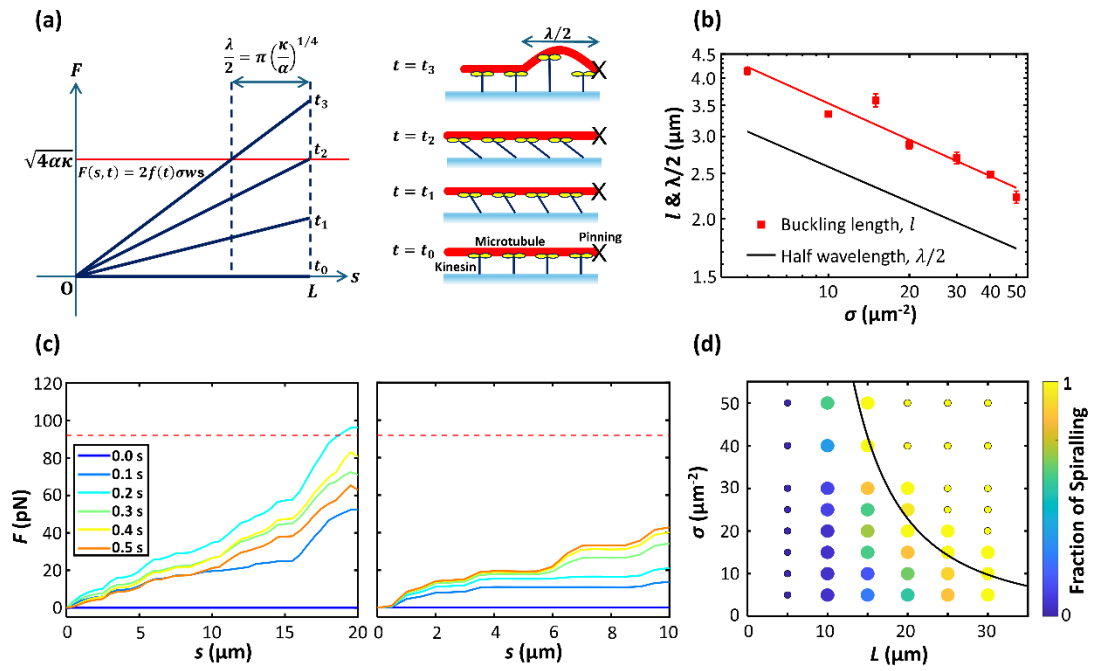 (a)
F
λ/2 = π(κ/α)^1/4
t₃
t₂
t₁
t₀
√4ακ
F(s, t) = 2f(t)σws
O
L
s
λ/2
t = t₃
t = t₂
t = t₁
t = t₀
Microtubule
Pinning
Kinesin
(b)
l & λ/2 (μm)
4.5
3.5
3.0
2.5
2.0
1.5
Buckling length, l
Half wavelength, λ/2
10 20 30 40 50
σ (μm⁻²)
(c)
F (pN)
120
100
80
60
40
20
0
0.0 s
0.1 s
0.2 s
0.3 s
0.4 s
0.5 s
0 5 10 15 20
s (μm)
0 2 4 6 8 10
s (μm)
(d)
σ (μm⁻²)
50
40
30
20
10
0
0 10 20 30
L (μm)
1
0
Fraction of Spiralling